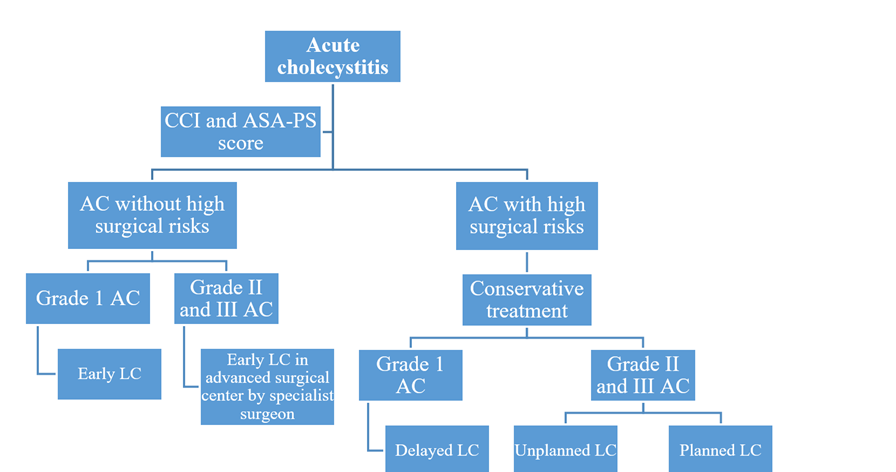 Acute
cholecystitis
CCI and ASA-PS
score
AC without high
surgical risks
AC with high
surgical risks
Grade 1 AC
Grade II
and III AC
Conservative
treatment
Early LC
Early LC in
advanced surgical
center by specialist
surgeon
Grade 1
AC
Grade II
and III AC
Delayed LC
Unplanned LC
Planned LC